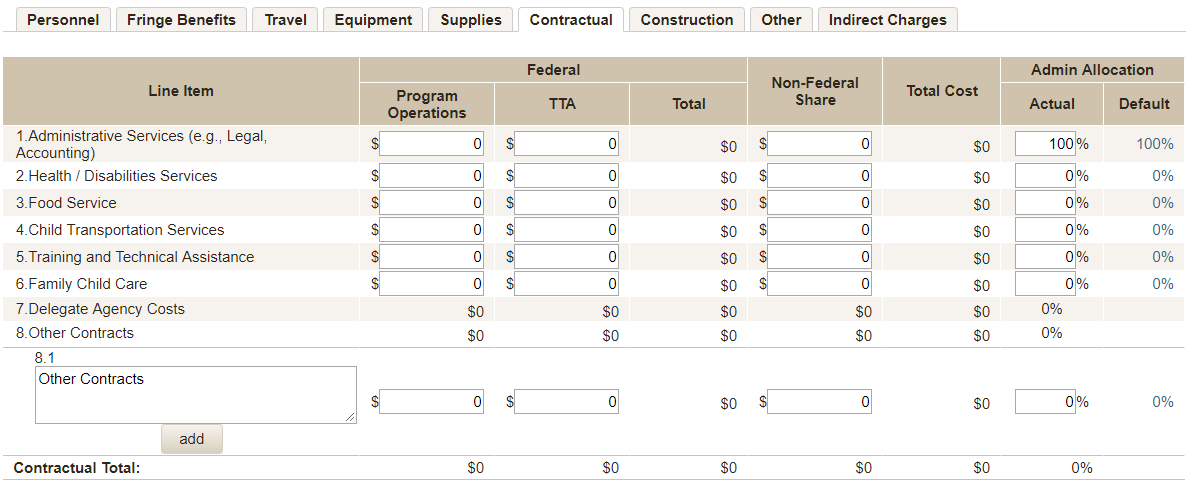 Personnel Fringe Benefits Travel Equipment Supplies Contractual Construction Other Indirect Charges
Line Item Federal Non-Federal Share Total Cost Admin Allocation
Program Operations TTA Total Actual Default
1.Administrative Services (e.g., Legal,
Accounting) $ 0 $ 0 $0 $ 0 $0 100 % 100%
2.Health / Disabilities Services $ 0 $ 0 $0 $ 0 $0 0 % 0%
3.Food Service $ 0 $ 0 $0 $ 0 $0 0 % 0%
4.Child Transportation Services $ 0 $ 0 $0 $ 0 $0 0 % 0%
5.Training and Technical Assistance $ 0 $ 0 $0 $ 0 $0 0 % 0%
6.Family Child Care $ 0 $ 0 $0 $ 0 $0 0 % 0%
7.Delegate Agency Costs $0 $0 $0 $0 $0 0%
8.Other Contracts $0 $0 $0 $0 $0 0%
8.1
Other Contracts $ 0 $ 0 $0 $ 0 $0 0 % 0%
add
Contractual Total: $0 $0 $0 $0 $0 0%